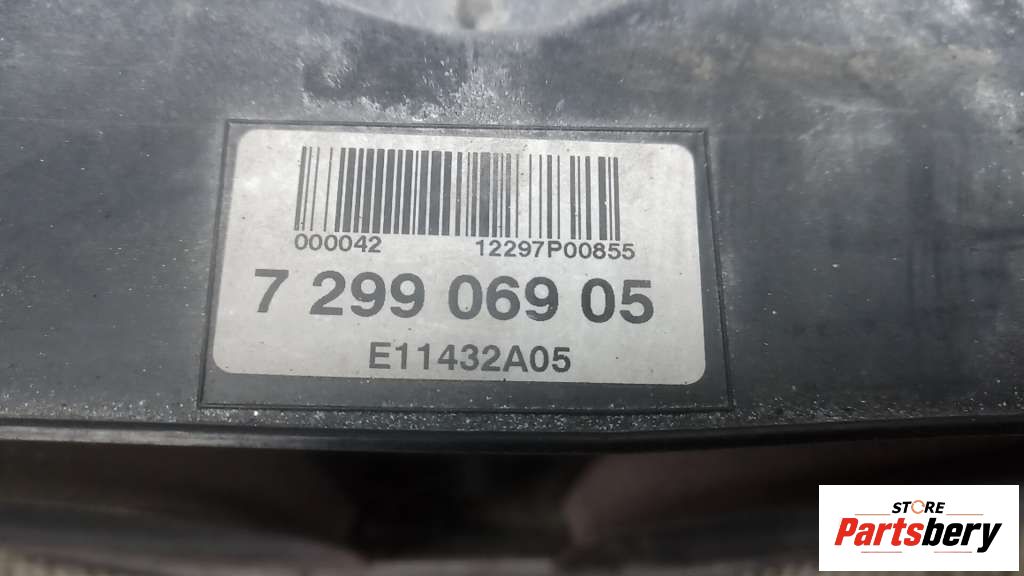 000042 12297P00855
7 299 069 05
E11432A05
STORE
Partsbery